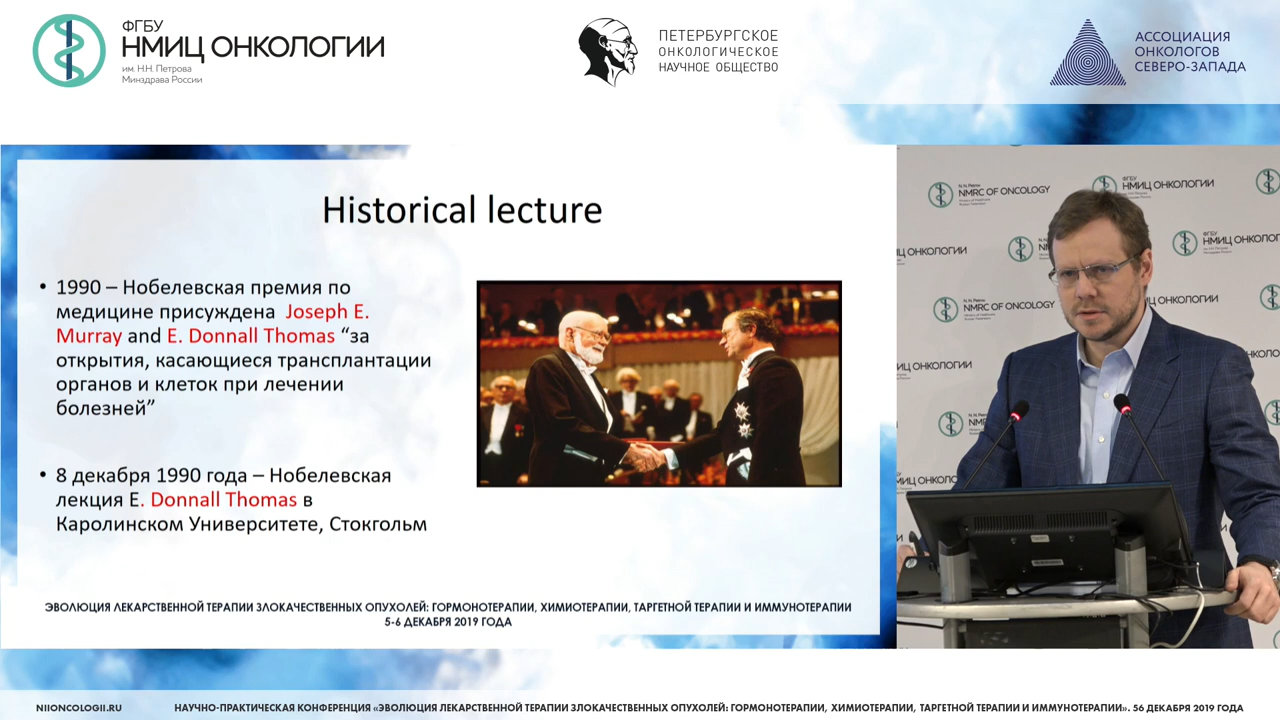 ФГБУ
НМИЦ ОНКОЛОГИИ
им. Н.Н. Петрова
Минздрава России
ПЕТЕРБУРГСКОЕ
ОНКОЛОГИЧЕСКОЕ
НАУЧНОЕ ОБЩЕСТВО
АССОЦИАЦИЯ
ОНКОЛОГОВ
СЕВЕРО-ЗАПАДА
Historical lecture
• 1990 – Нобелевская премия по
медицине присуждена Joseph E.
Murray and E. Donnall Thomas “за
открытия, касающиеся трансплантации
органов и клеток при лечении
болезней”
• 8 декабря 1990 года – Нобелевская
лекция E. Donnall Thomas в
Каролинском Университете, Стокгольм
ЭВОЛЮЦИЯ ЛЕКАРСТВЕННОЙ ТЕРАПИИ ЗЛОКАЧЕСТВЕННЫХ ОПУХОЛЕЙ: ГОРМОНОТЕРАПИИ, ХИМИОТЕРАПИИ, ТАРГЕТНОЙ ТЕРАПИИ И ИММУНОТЕРАПИИ
5-6 ДЕКАБРЯ 2019 ГОДА
NMRC OF ONCOLOGY
ФГБУ
НМИЦ ОНКОЛОГИИ
NMRC OF ONCOLOGY
NIIONCOLOGII.RU
НАУЧНО-ПРАКТИЧЕСКАЯ КОНФЕРЕНЦИЯ «ЭВОЛЮЦИЯ ЛЕКАРСТВЕННОЙ ТЕРАПИИ ЗЛОКАЧЕСТВЕННЫХ ОПУХОЛЕЙ: ГОРМОНОТЕРАПИИ, ХИМИОТЕРАПИИ, ТАРГЕТНОЙ ТЕРАПИИ И ИММУНОТЕРАПИИ». 56 ДЕКАБРЯ 2019 ГОДА